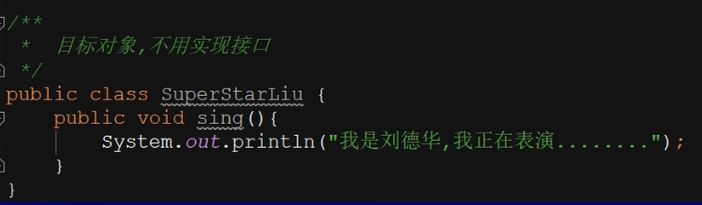 /**
 *  目标对象,不用实现接口
 */
public class SuperStarLiu {
    public void sing(){
        System.out.println("我是刘德华,我正在表演........");
    }
}